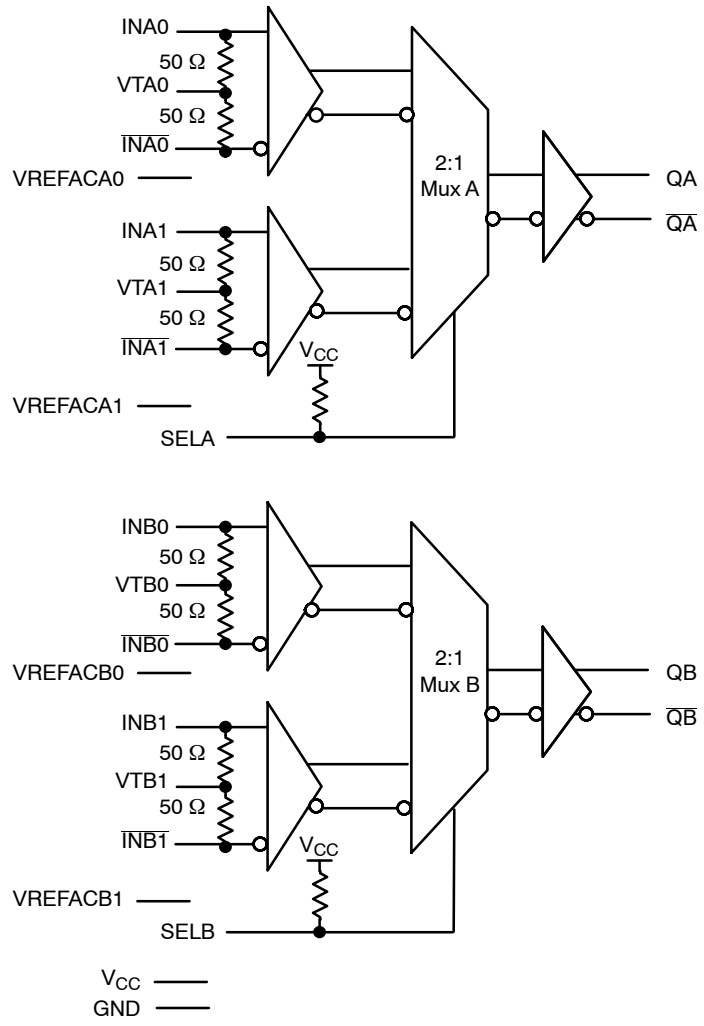 INA0
50 Ω
VTA0
50 Ω
INA0
VREFACA0
2:1
Mux A
QA
QA
INA1
50 Ω
VTA1
50 Ω
INA1
VCC
VREFACA1
SELA
INB0
50 Ω
VTB0
50 Ω
INB0
VREFACB0
2:1
Mux B
QB
QB
INB1
50 Ω
VTB1
50 Ω
INB1
VCC
VREFACB1
SELB
VCC
GND